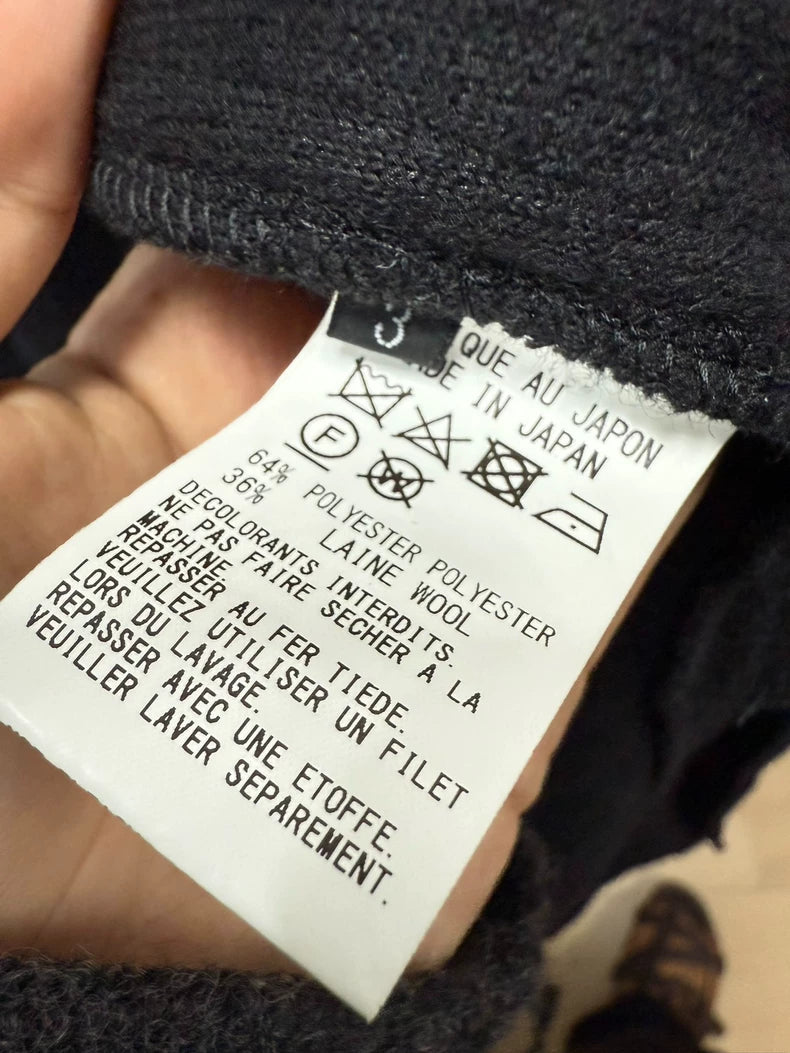 3
QUE AU JAPON
DE IN JAPAN
F W
64% POLYESTER POLYESTER
36% LAINE WOOL
DECOLORANTS INTERDITS.
NE PAS FAIRE SECHER A LA
MACHINE.
REPASSER AU FER TIEDE.
VEUILLEZ UTILISER UN FILET
LORS DU LAVAGE.
REPASSER AVEC UNE ETOFFE.
VEUILLER LAVER SEPAREMENT.